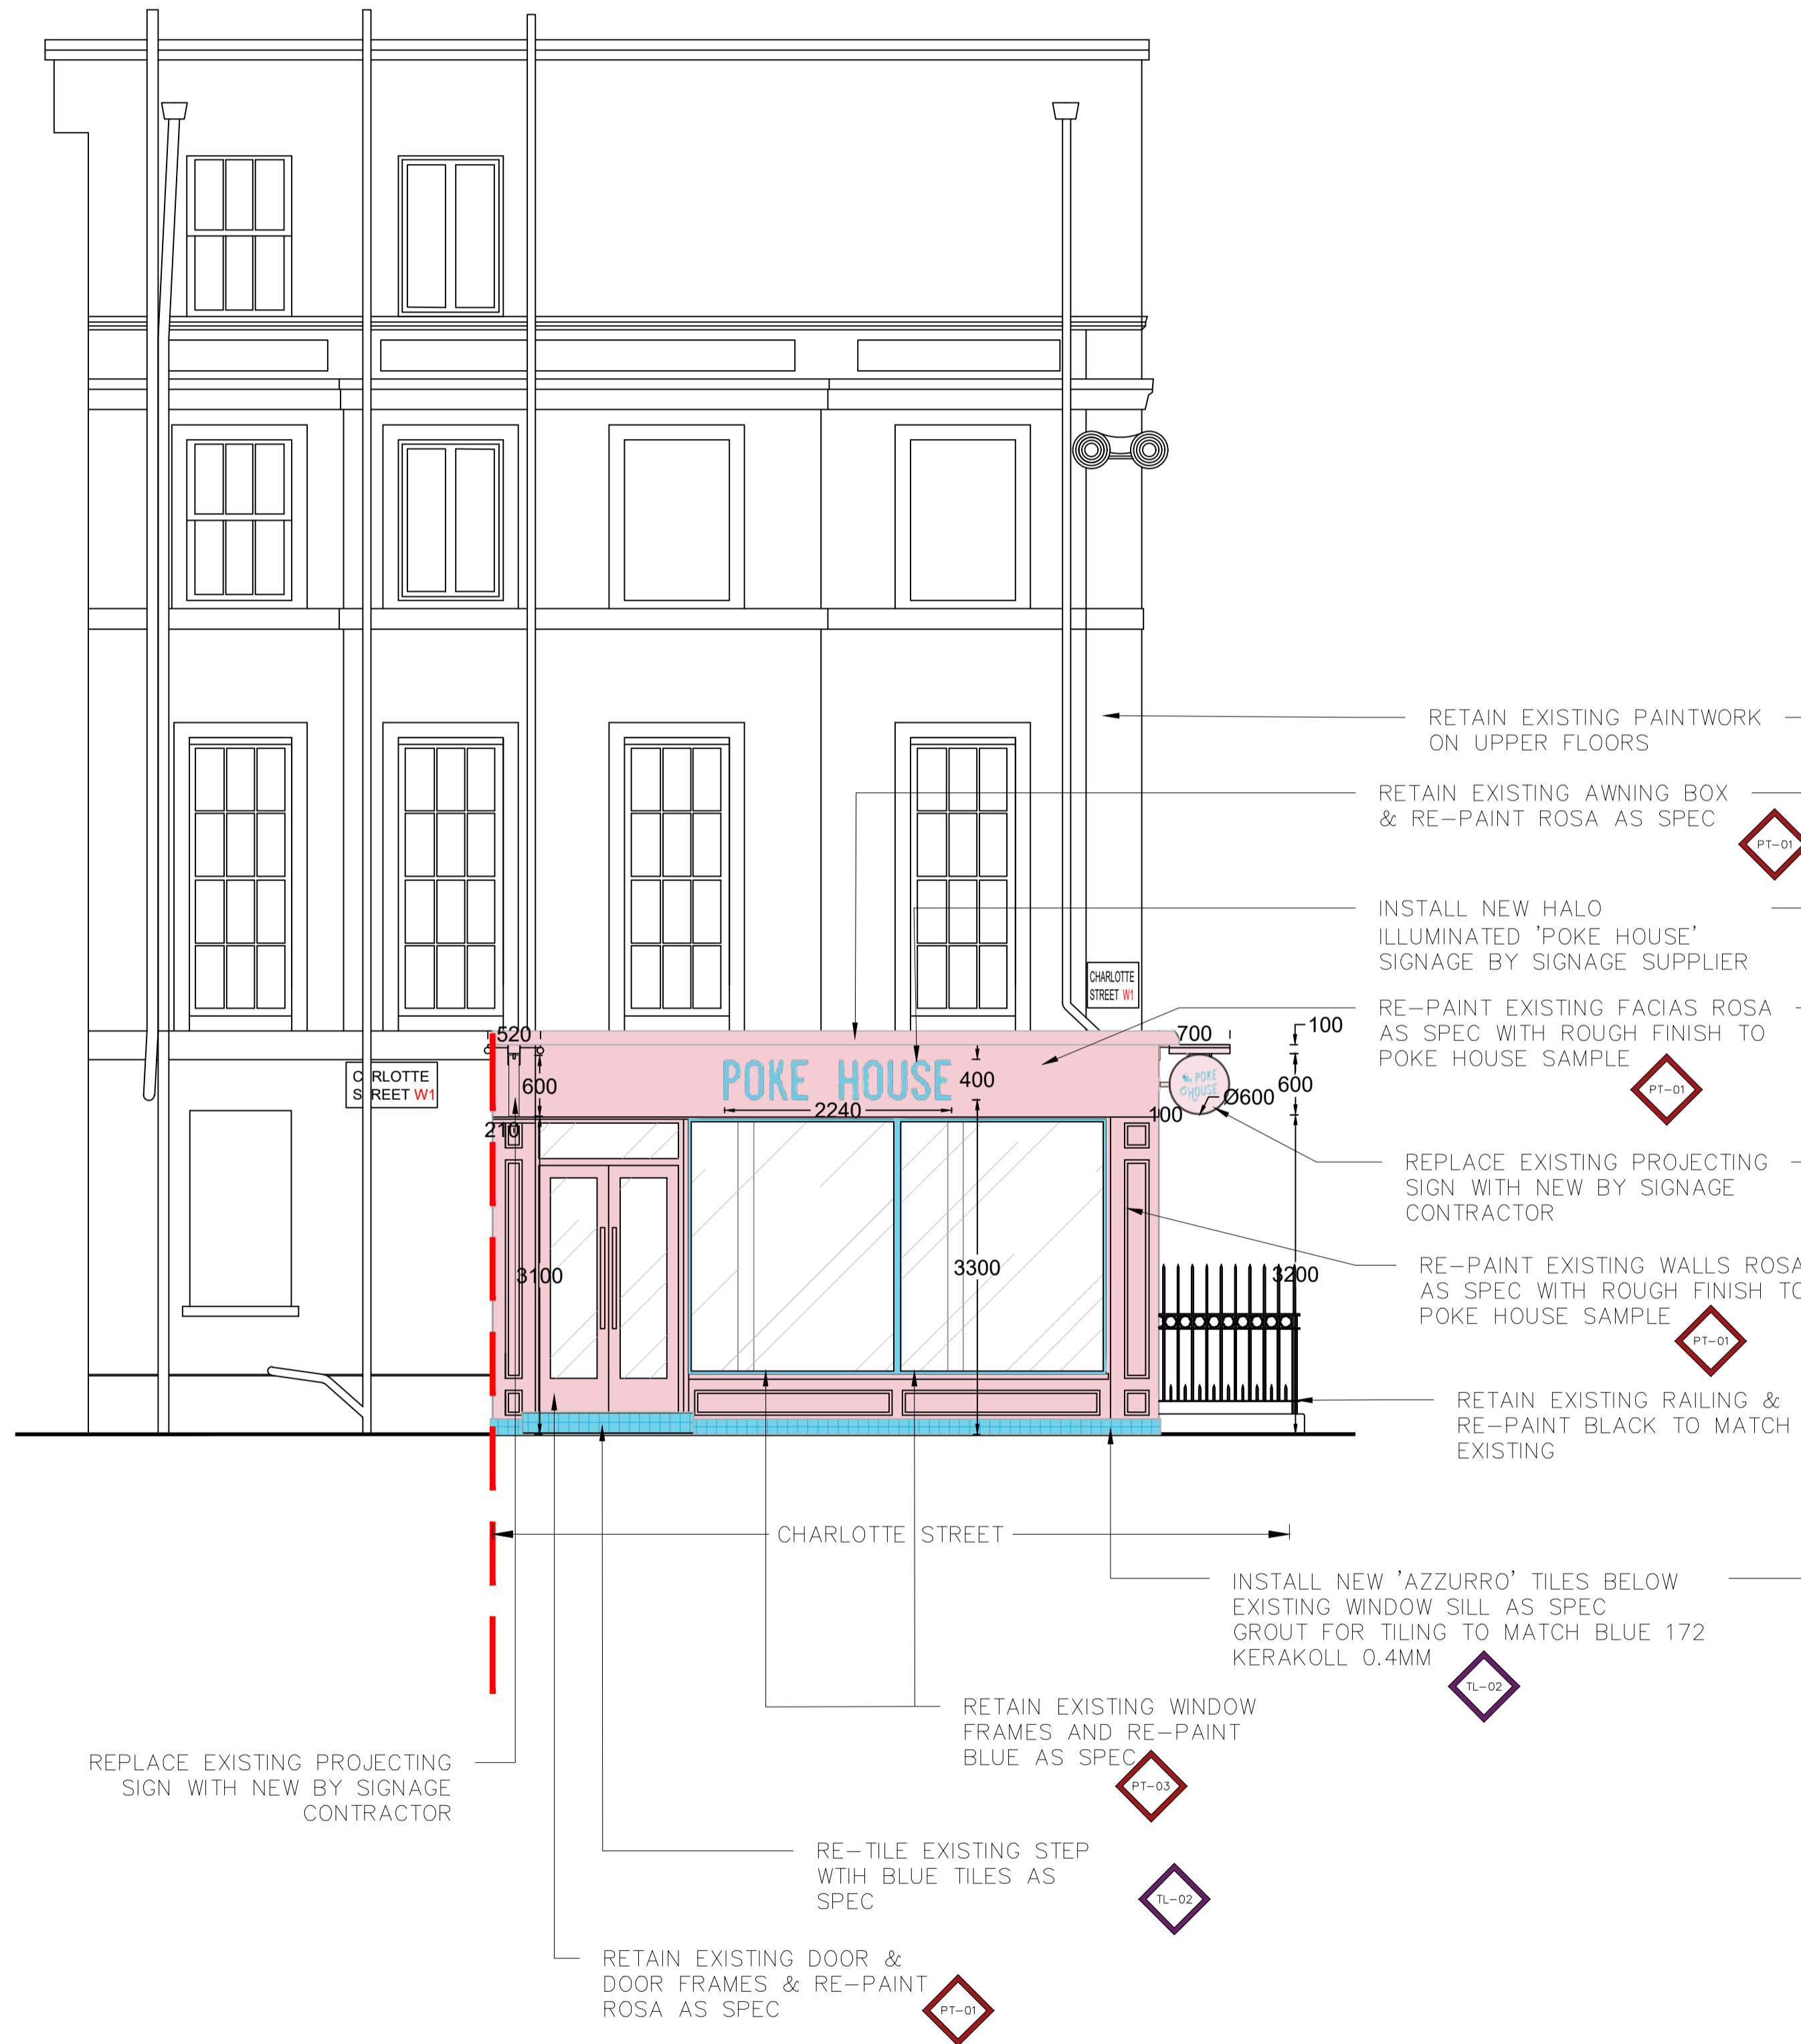 RETAIN EXISTING PAINTWORK
ON UPPER FLOORS
RETAIN EXISTING AWNING BOX
& RE-PAINT ROSA AS SPEC
PT-01
INSTALL NEW HALO
ILLUMINATED 'POKE HOUSE'
SIGNAGE BY SIGNAGE SUPPLIER
CHARLOTTE
STREET W1
RE-PAINT EXISTING FACIAS ROSA
AS SPEC WITH ROUGH FINISH TO
POKE HOUSE SAMPLE
PT-01
520
700
100
C RLOTTE
S REET W1
600
POKE HOUSE
400
POKE
HOUSE
600
Ø600
2240
100
210
REPLACE EXISTING PROJECTING
SIGN WITH NEW BY SIGNAGE
CONTRACTOR
3100
3300
3200
RE-PAINT EXISTING WALLS ROSA
AS SPEC WITH ROUGH FINISH TO
POKE HOUSE SAMPLE
PT-01
RETAIN EXISTING RAILING &
RE-PAINT BLACK TO MATCH
EXISTING
CHARLOTTE STREET
INSTALL NEW 'AZZURRO' TILES BELOW
EXISTING WINDOW SILL AS SPEC
GROUT FOR TILING TO MATCH BLUE 172
KERAKOLL 0.4MM
TL-02
RETAIN EXISTING WINDOW
FRAMES AND RE-PAINT
BLUE AS SPEC
PT-03
REPLACE EXISTING PROJECTING
SIGN WITH NEW BY SIGNAGE
CONTRACTOR
RE-TILE EXISTING STEP
WTIH BLUE TILES AS
SPEC
TL-02
RETAIN EXISTING DOOR &
DOOR FRAMES & RE-PAINT
ROSA AS SPEC
PT-01